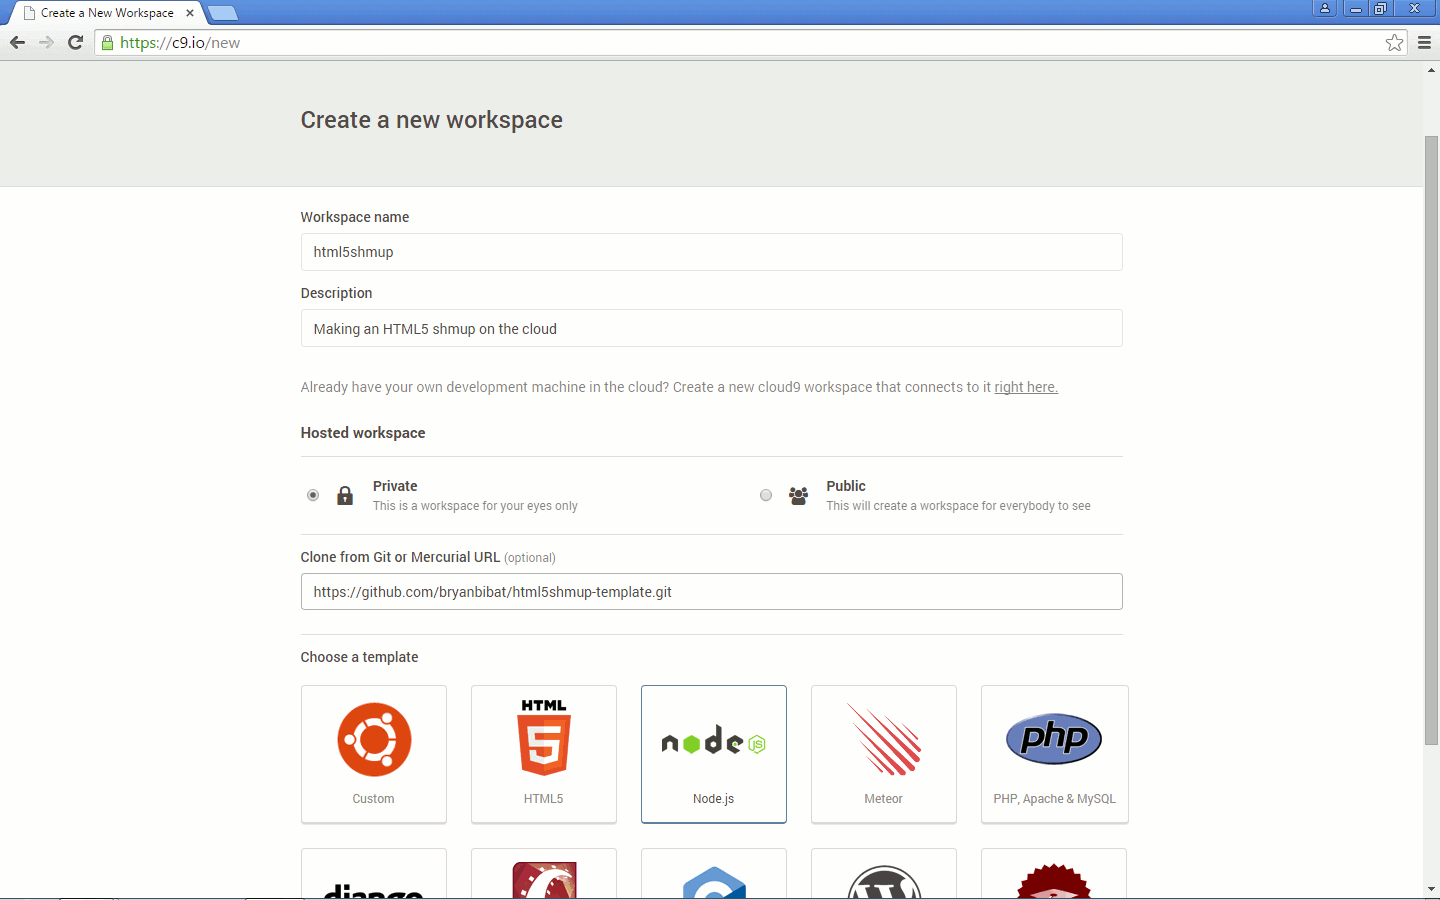 Create a New Workspace
https://c9.io/new
Create a new workspace
Workspace name
html5shmup
Description
Making an HTML5 shmup on the cloud
Already have your own development machine in the cloud? Create a new cloud9 workspace that connects to it right here.
Hosted workspace
Private
This is a workspace for your eyes only
Public
This will create a workspace for everybody to see
Clone from Git or Mercurial URL (optional)
https://github.com/bryanbibat/html5shmup-template.git
Choose a template
HTML
5
node
JS
php
Custom
HTML5
Node.js
Meteor
PHP, Apache & MySQL
django
C
W